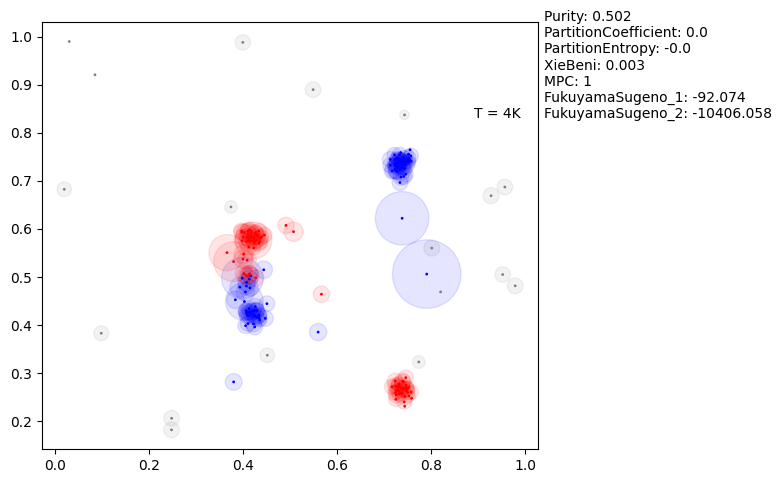 Purity: 0.502
PartitionCoefficient: 0.0
PartitionEntropy: -0.0
XieBeni: 0.003
MPC: 1
FukuyamaSugeno_1: -92.074
FukuyamaSugeno_2: -10406.058
T = 4K
1.0
0.9
0.8
0.7
0.6
0.5
0.4
0.3
0.2
0.0
0.2
0.4
0.6
0.8
1.0